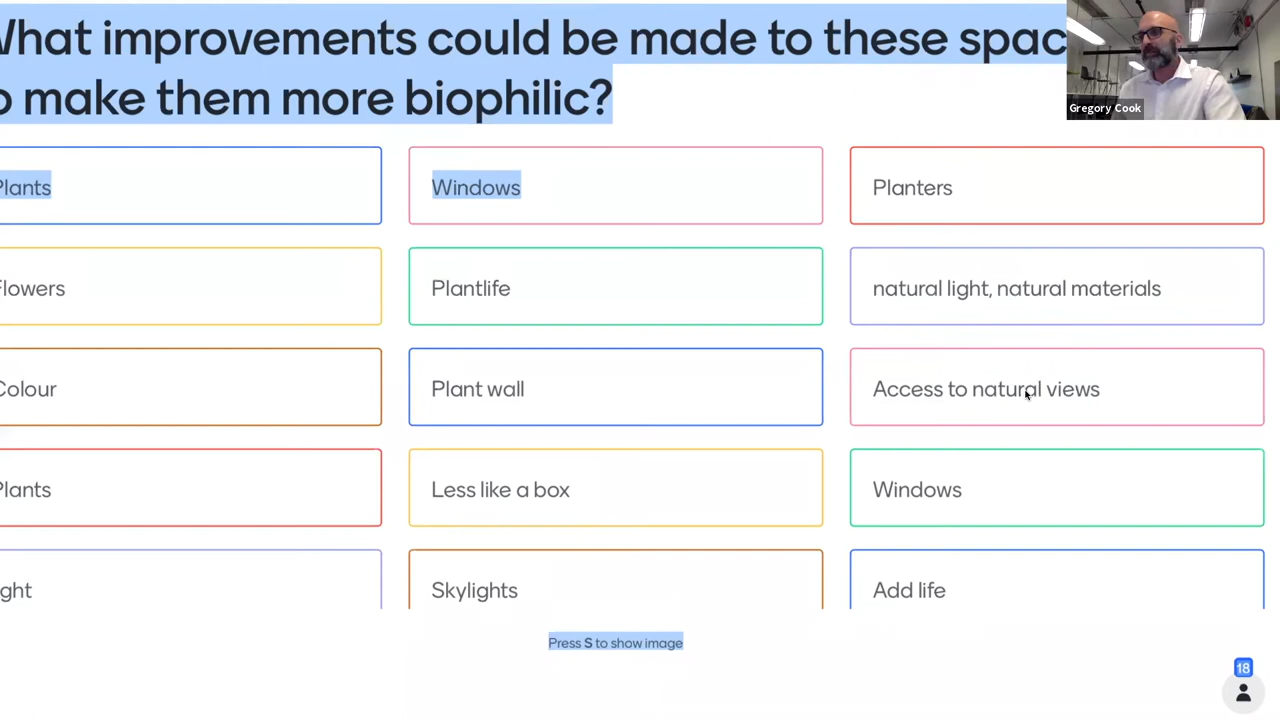 What improvements could be made to these spac
o make them more biophilic?
Gregory Cook
Plants
Windows
Planters
Flowers
Plantlife
natural light, natural materials
Colour
Plant wall
Access to natural views
Plants
Less like a box
Windows
ght
Skylights
Add life
Press S to show image
18